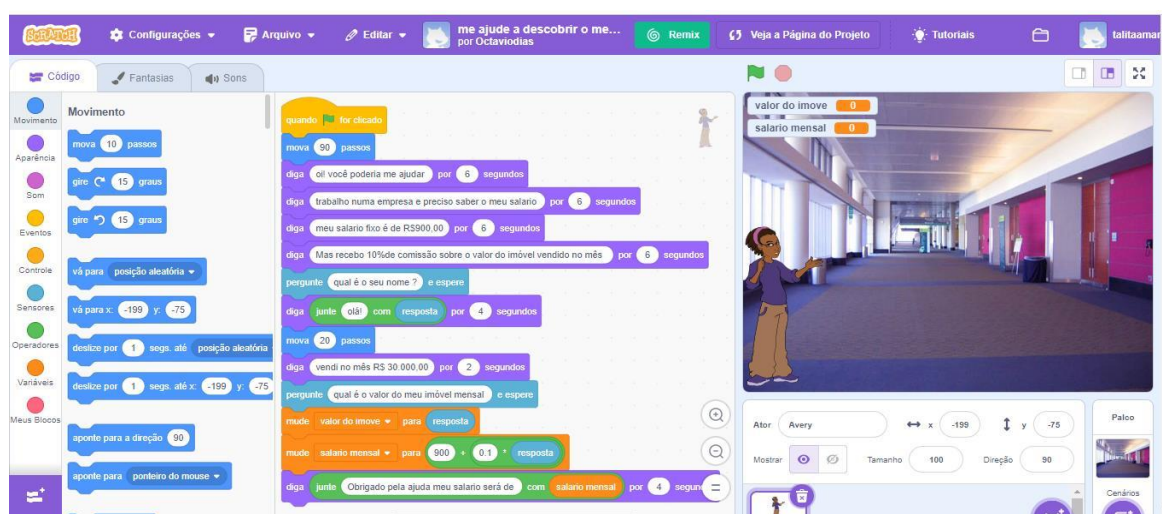 SCRATCH
Configurações
Arquivo
Editar
me ajude a descobrir o me...
por Octaviodias
Remix
Veja a Página do Projeto
Tutoriais
talitaamar
Código
Fantasias
Sons
Movimento
Aparência
Som
Eventos
Controle
Sensores
Operadores
Variáveis
Meus Blocos
Movimento
mova 10 passos
gire 15 graus
gire 15 graus
vá para posição aleatória
vá para x: -199 y: -75
deslize por 1 segs. até posição aleatória
deslize por 1 segs. até x: -199 y: -75
aponte para a direção 90
aponte para ponteiro do mouse
quando for clicado
mova 90 passos
diga oi! você poderia me ajudar por 6 segundos
diga trabalho numa empresa e preciso saber o meu salario por 6 segundos
diga meu salario fixo é de RS900,00 por 6 segundos
diga Mas recebo 10%de comissão sobre o valor do imóvel vendido no mês por 6 segundos
pergunte qual é o seu nome ? e espere
diga junte olá! com resposta por 4 segundos
mova 20 passos
diga vendi no mês RS 30.000,00 por 2 segundos
pergunte qual é o valor do meu imóvel mensal e espere
mude valor do imove para resposta
mude salario mensal para 900 + 0.1 * resposta
diga junte Obrigado pela ajuda meu salario será de com salario mensal por 4 segun
valor do imove 0
salario mensal 0
Ator Avery x -199 y -75
Mostrar Tamanho 100 Direção 90
Palco
Cenários